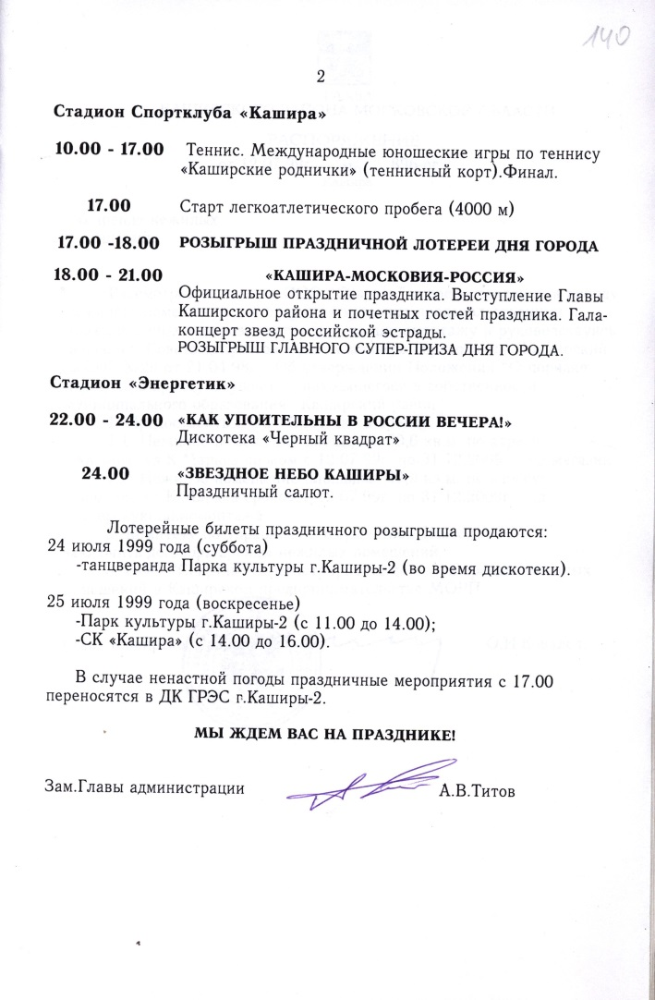 140
2
Стадион Спортклуба «Кашира»
10.00 - 17.00 Теннис. Международные юношеские игры по теннису
«Каширские роднички» (теннисный корт).Финал.
17.00 Старт легкоатлетического пробега (4000 м)
17.00 -18.00 РОЗЫГРЫШ ПРАЗДНИЧНОЙ ЛОТЕРЕИ ДНЯ ГОРОДА
18.00 - 21.00 «КАШИРА-МОСКОВИЯ-РОССИЯ»
Официальное открытие праздника. Выступление Главы
Каширского района и почетных гостей праздника. Гала-
концерт звезд российской эстрады.
РОЗЫГРЫШ ГЛАВНОГО СУПЕР-ПРИЗА ДНЯ ГОРОДА.
Стадион «Энергетик»
22.00 - 24.00 «КАК УПОИТЕЛЬНЫ В РОССИИ ВЕЧЕРА!»
Дискотека «Черный квадрат»
24.00 «ЗВЕЗДНОЕ НЕБО КАШИРЫ»
Праздничный салют.
Лотерейные билеты праздничного розыгрыша продаются:
24 июля 1999 года (суббота)
-танцверанда Парка культуры г.Каширы-2 (во время дискотеки).
25 июля 1999 года (воскресенье)
-Парк культуры г.Каширы-2 (с 11.00 до 14.00);
-СК «Кашира» (с 14.00 до 16.00).
В случае ненастной погоды праздничные мероприятия с 17.00
переносятся в ДК ГРЭС г.Каширы-2.
МЫ ЖДЕМ ВАС НА ПРАЗДНИКЕ!
Зам.Главы администрации А.В.Титов